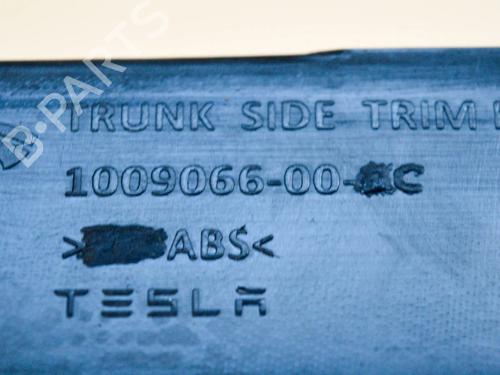 B-PARTS
TRUNK SIDE TRIM
1009066-00- C
> ABS<
TESLA